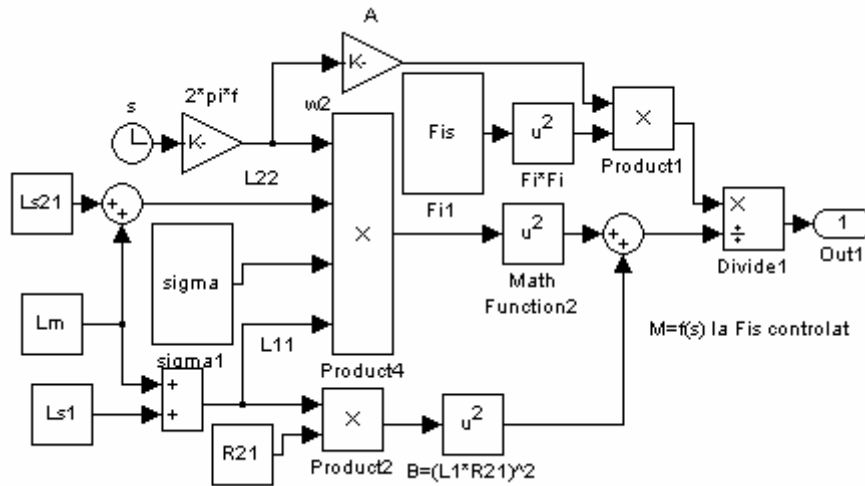 A
K-
s
2*pi*f
w2
K-
Fis
u²
×
Product1
Fi*Fi
Fi1
L22
Ls21
+
+
×
sigma
u²
+
+
×
÷
1
Out1
Divide1
Math
Function2
Lm
sigma1
L11
Product4
M=f(s) la Fis controlat
+
+
Ls1
R21
×
Product2
u²
B=(L1*R21)^2